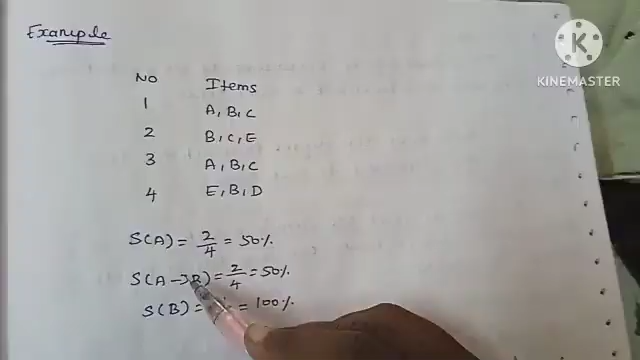 Example
KINEMASTER
No Items
1 A, B, C
2 B, C, E
3 A, B, C
4 E, B, D
S(A) = 2/4 = 50%
S(A→B) = 2/4 = 50%
S(B) = = 100%